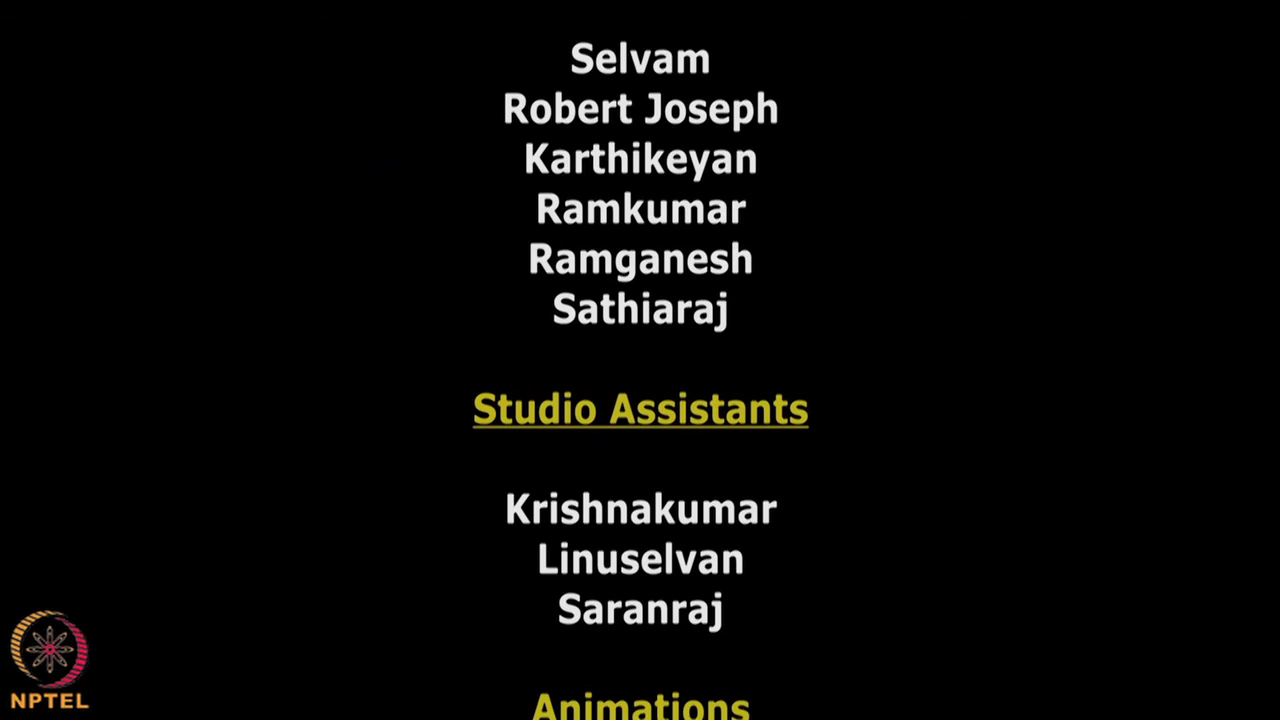 Selvam
Robert Joseph
Karthikeyan
Ramkumar
Ramganesh
Sathiaraj
Studio Assistants
Krishnakumar
Linuselvan
Saranraj
Animations
NPTEL